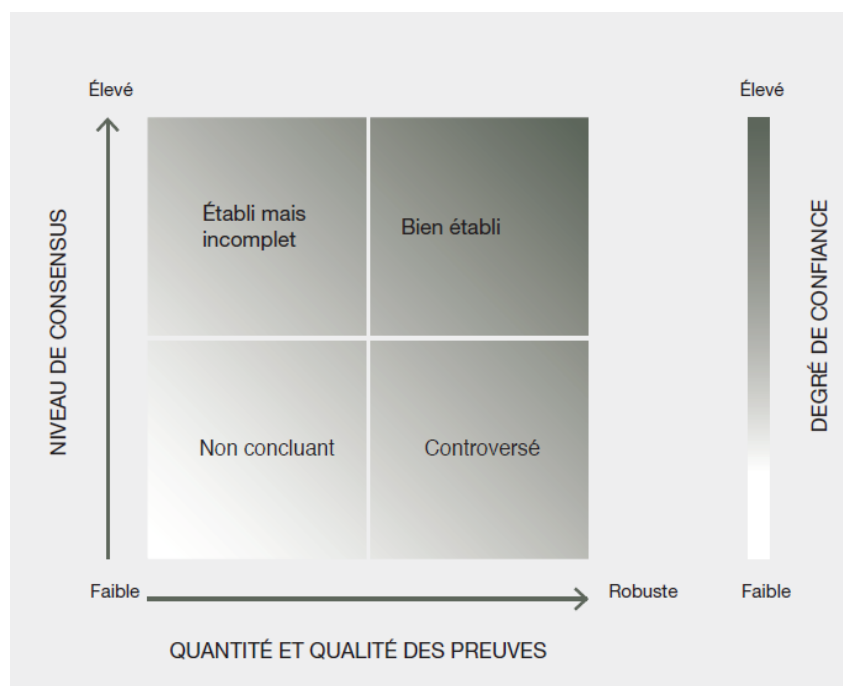 Élevé
Élevé
NIVEAU DE CONSENSUS
Établi mais
incomplet
Bien établi
DEGRÉ DE CONFIANCE
Non concluant
Controversé
Faible
Robuste
Faible
QUANTITÉ ET QUALITÉ DES PREUVES